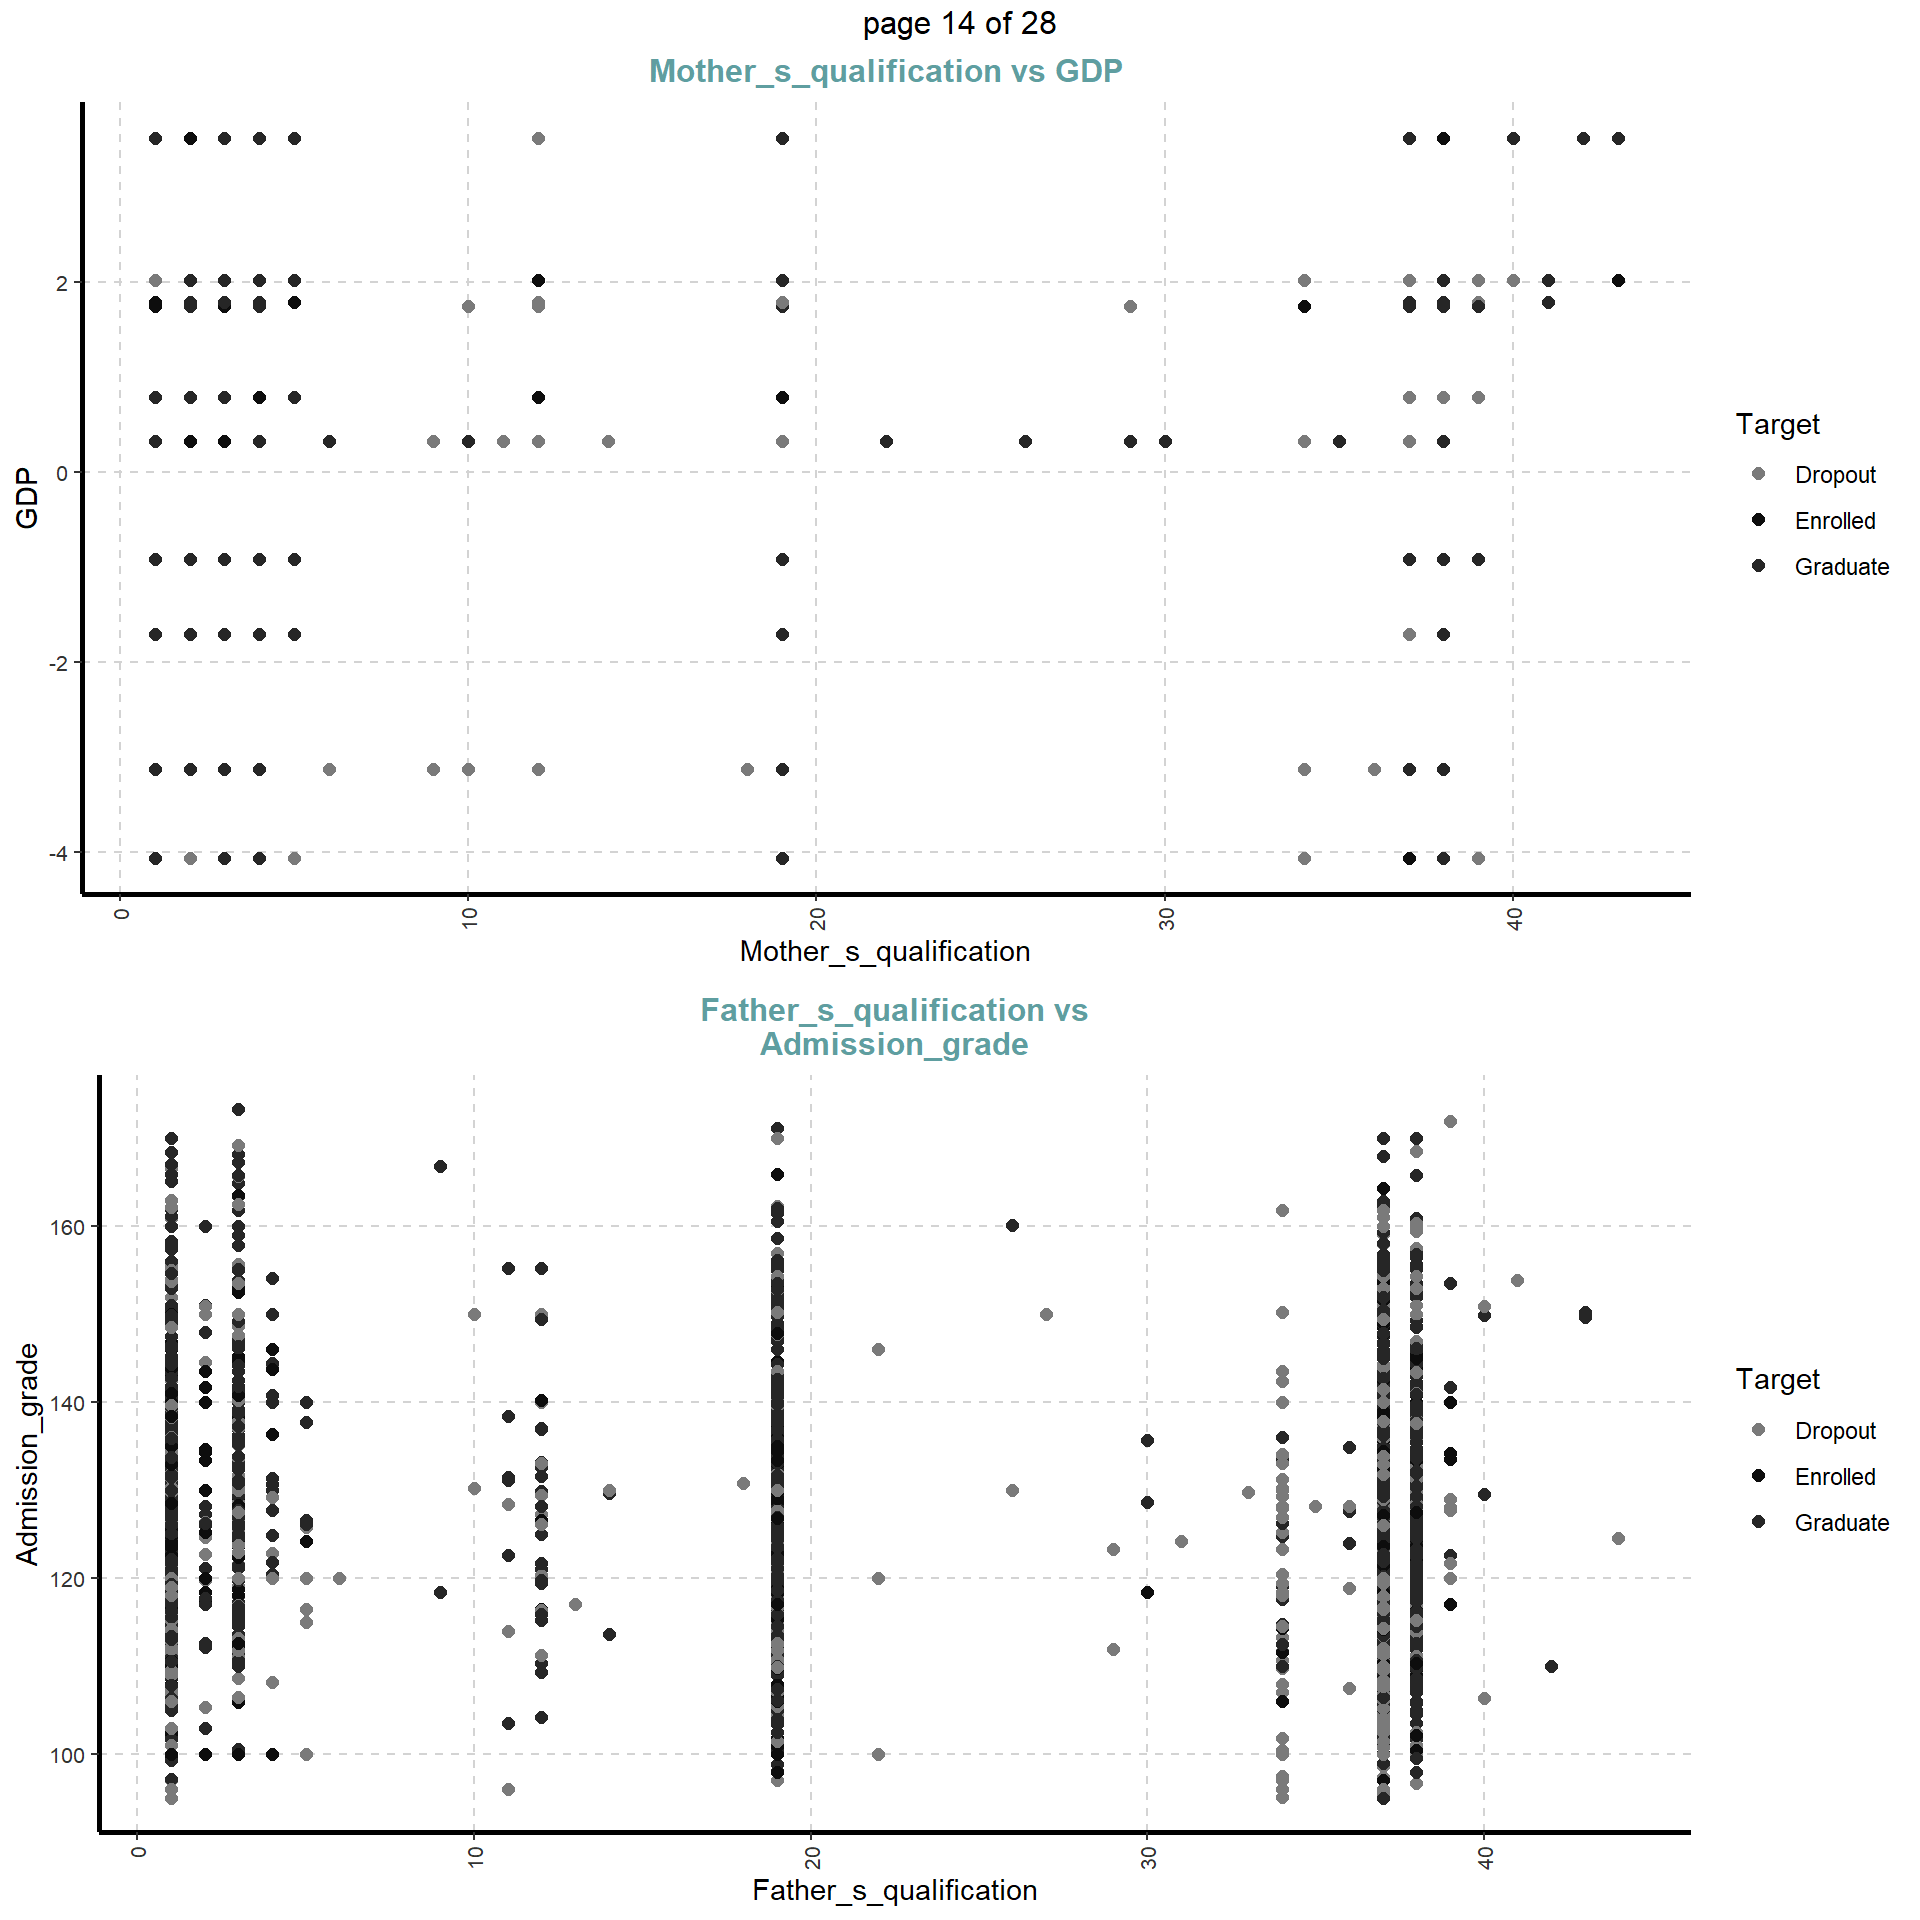 page 14 of 28
Mother_s_qualification vs GDP
2
0
-2
-4
GDP
0
10
20
30
40
Mother_s_qualification
Target
Dropout
Enrolled
Graduate
Father_s_qualification vs
Admission_grade
160
140
120
100
Admission_grade
0
10
20
30
40
Father_s_qualification
Target
Dropout
Enrolled
Graduate